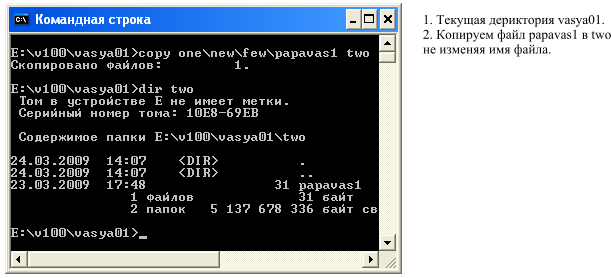 Командная строка
E:\v100\vasya01>copy one\new\few\papavas1 two
Скопировано файлов:         1.
E:\v100\vasya01>dir two
Том в устройстве E не имеет метки.
Серийный номер тома: 10E8-69EB
Содержимое папки E:\v100\vasya01\two
24.03.2009  14:07    <DIR>          .
24.03.2009  14:07    <DIR>          ..
23.03.2009  17:48                31 papavas1
1 файлов             31 байт
2 папок   5 137 678 336 байт св
E:\v100\vasya01>_
1. Текущая дериктория vasya01.
2. Копируем файл papavas1 в two
не изменяя имя файла.